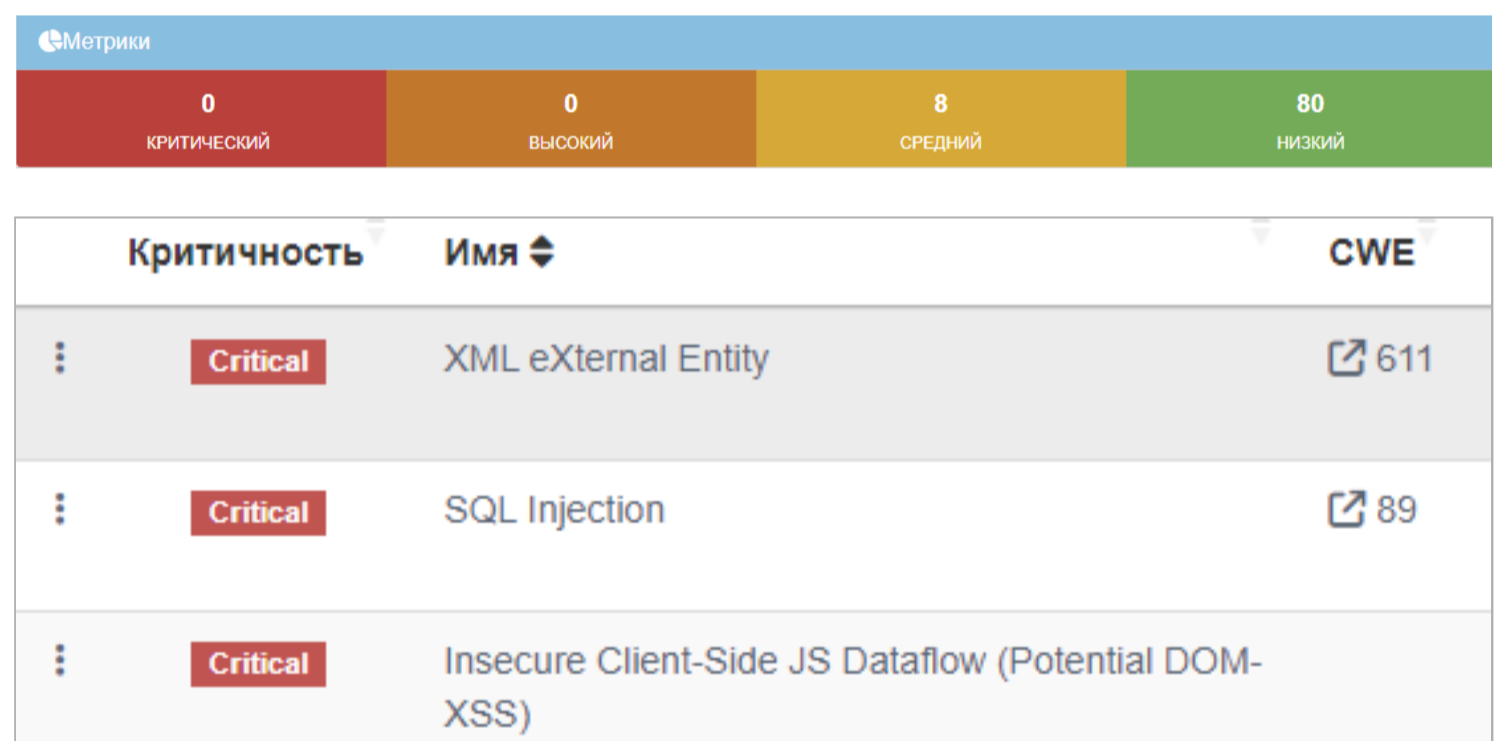 Метрики
0 0 8 80
КРИТИЧЕСКИЙ ВЫСОКИЙ СРЕДНИЙ НИЗКИЙ
Критичность Имя CWE
Critical XML eXternal Entity 611
Critical SQL Injection 89
Critical Insecure Client-Side JS Dataflow (Potential DOM-
XSS)